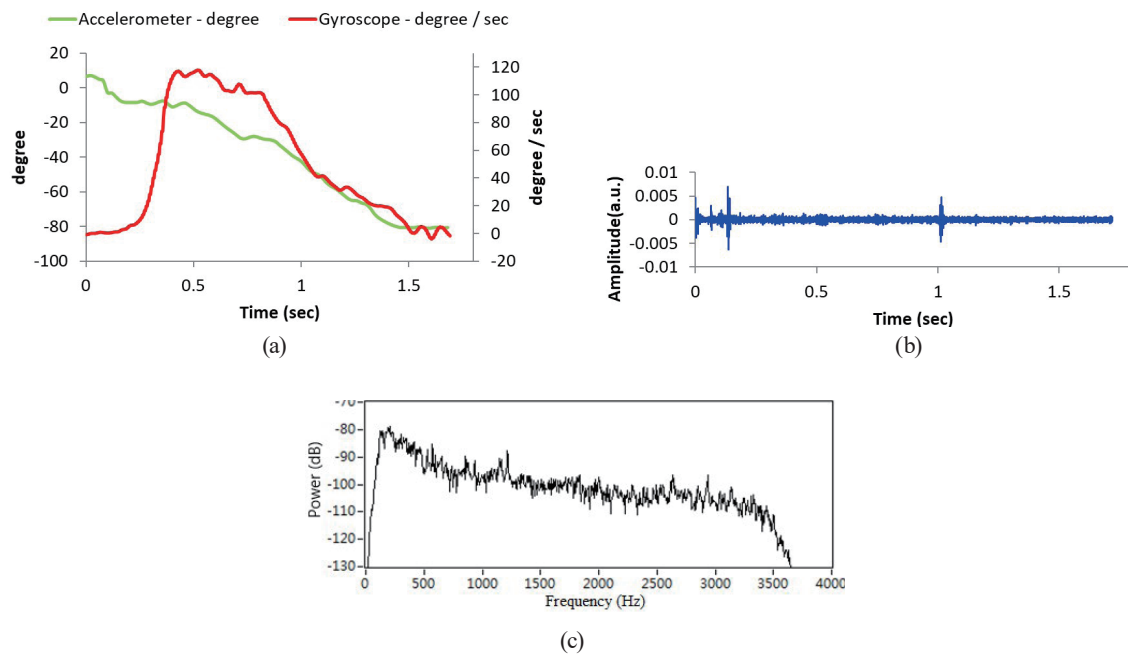 Accelerometer - degree Gyroscope - degree / sec
20
0
-20
-40
-60
-80
-100
degree
120
100
80
60
40
20
0
-20
degree / sec
0 0.5 1 1.5
Time (sec)
(a)
0.01
0.005
0
-0.005
-0.01
Amplitude(a.u.)
0 0.5 1 1.5
Time (sec)
(b)
-70
-80
-90
-100
-110
-120
-130
Power (dB)
0 500 1000 1500 2000 2500 3000 3500 4000
Frequency (Hz)
(c)